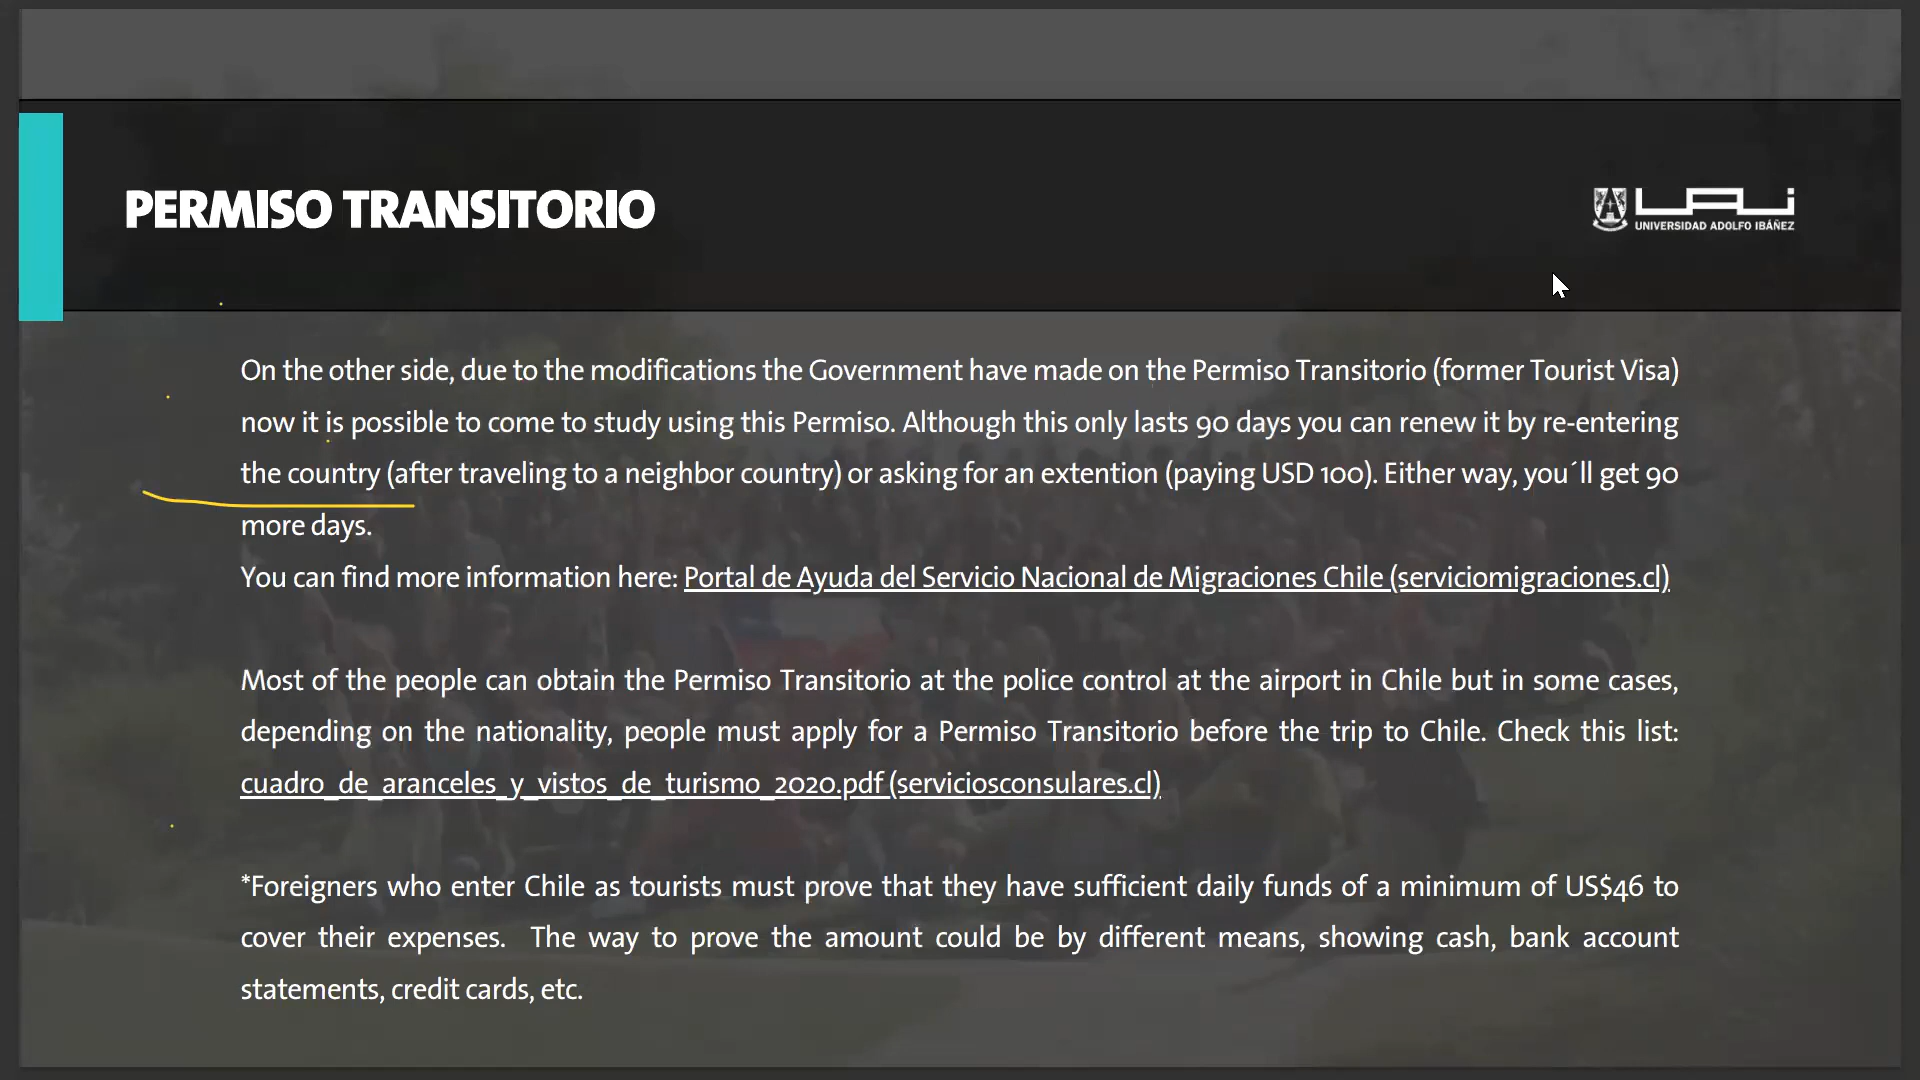 PERMISO TRANSITORIO
UNIVERSIDAD ADOLFO IBÁÑEZ
On the other side, due to the modifications the Government have made on the Permiso Transitorio (former Tourist Visa)
now it is possible to come to study using this Permiso. Although this only lasts 90 days you can renew it by re-entering
the country (after traveling to a neighbor country) or asking for an extention (paying USD 100). Either way, you´ll get 90
more days.
You can find more information here: Portal de Ayuda del Servicio Nacional de Migraciones Chile (serviciomigraciones.cl)
Most of the people can obtain the Permiso Transitorio at the police control at the airport in Chile but in some cases,
depending on the nationality, people must apply for a Permiso Transitorio before the trip to Chile. Check this list:
cuadro_de_aranceles_y_vistos_de_turismo_2020.pdf (serviciosconsulares.cl)
*Foreigners who enter Chile as tourists must prove that they have sufficient daily funds of a minimum of US$46 to
cover their expenses. The way to prove the amount could be by different means, showing cash, bank account
statements, credit cards, etc.